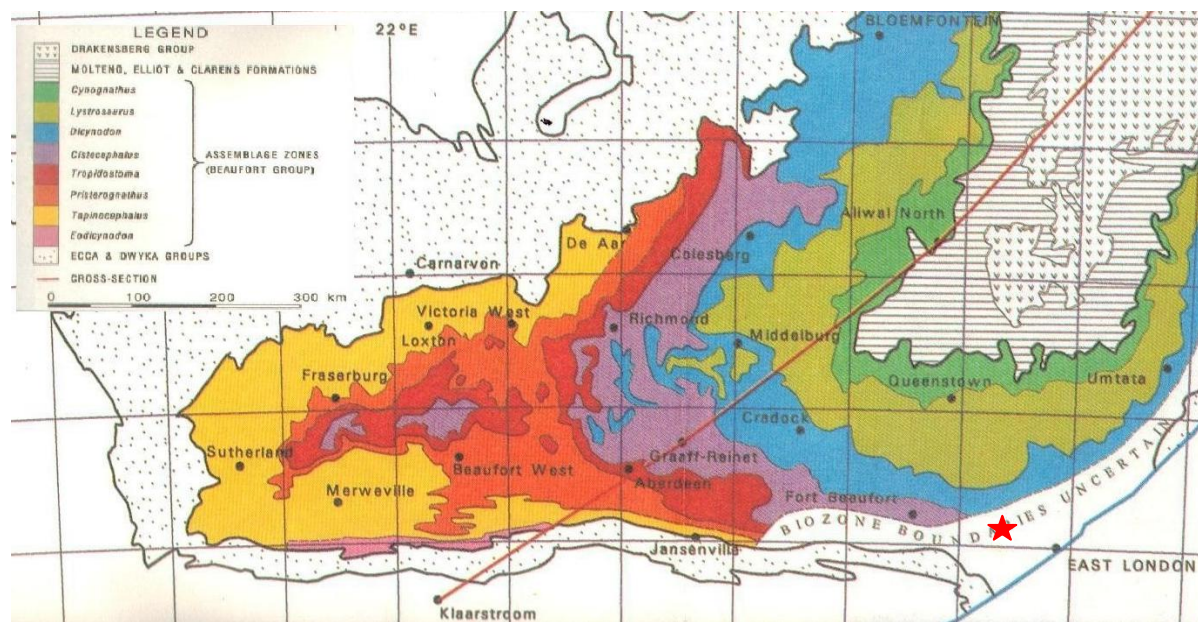 LEGEND
DRAKENSBERG GROUP
MOLTENO, ELLIOT & CLARENS FORMATIONS
Cynognathus
Lystrosaurus
Dicynodon
Cistecephalus
ASSEMBLAGE ZONES
(BEAUFORT GROUP)
Tropidostoma
Pristerognathus
Tapinocephalus
Eodicynodon
ECCA & DWYKA GROUPS
CROSS-SECTION
0 100 200 300 km
22°E
BLOEMFONTEIN
Aliwal North
De Aar
Colesberg
Carnarvon
Victoria West
Richmond
Loxton
Middelburg
Fraserburg
Queenstown
Umtata
Cradock
Sutherland
Graaff-Reinet
Beaufort West
Aberdeen
Merweville
Fort Beaufort
BIOZONE BOUNDRIES UNCERTAIN
Jansenville
EAST LONDON
Klaarstroom